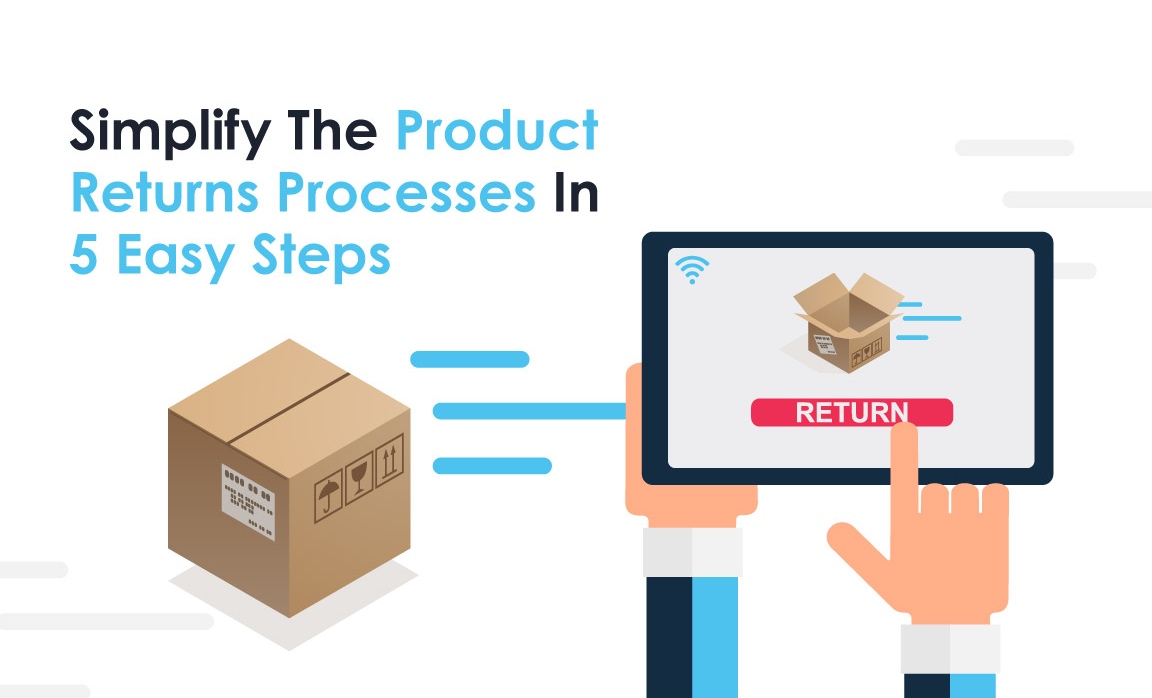 Simplify The Product
Returns Processes In
5 Easy Steps
RETURN